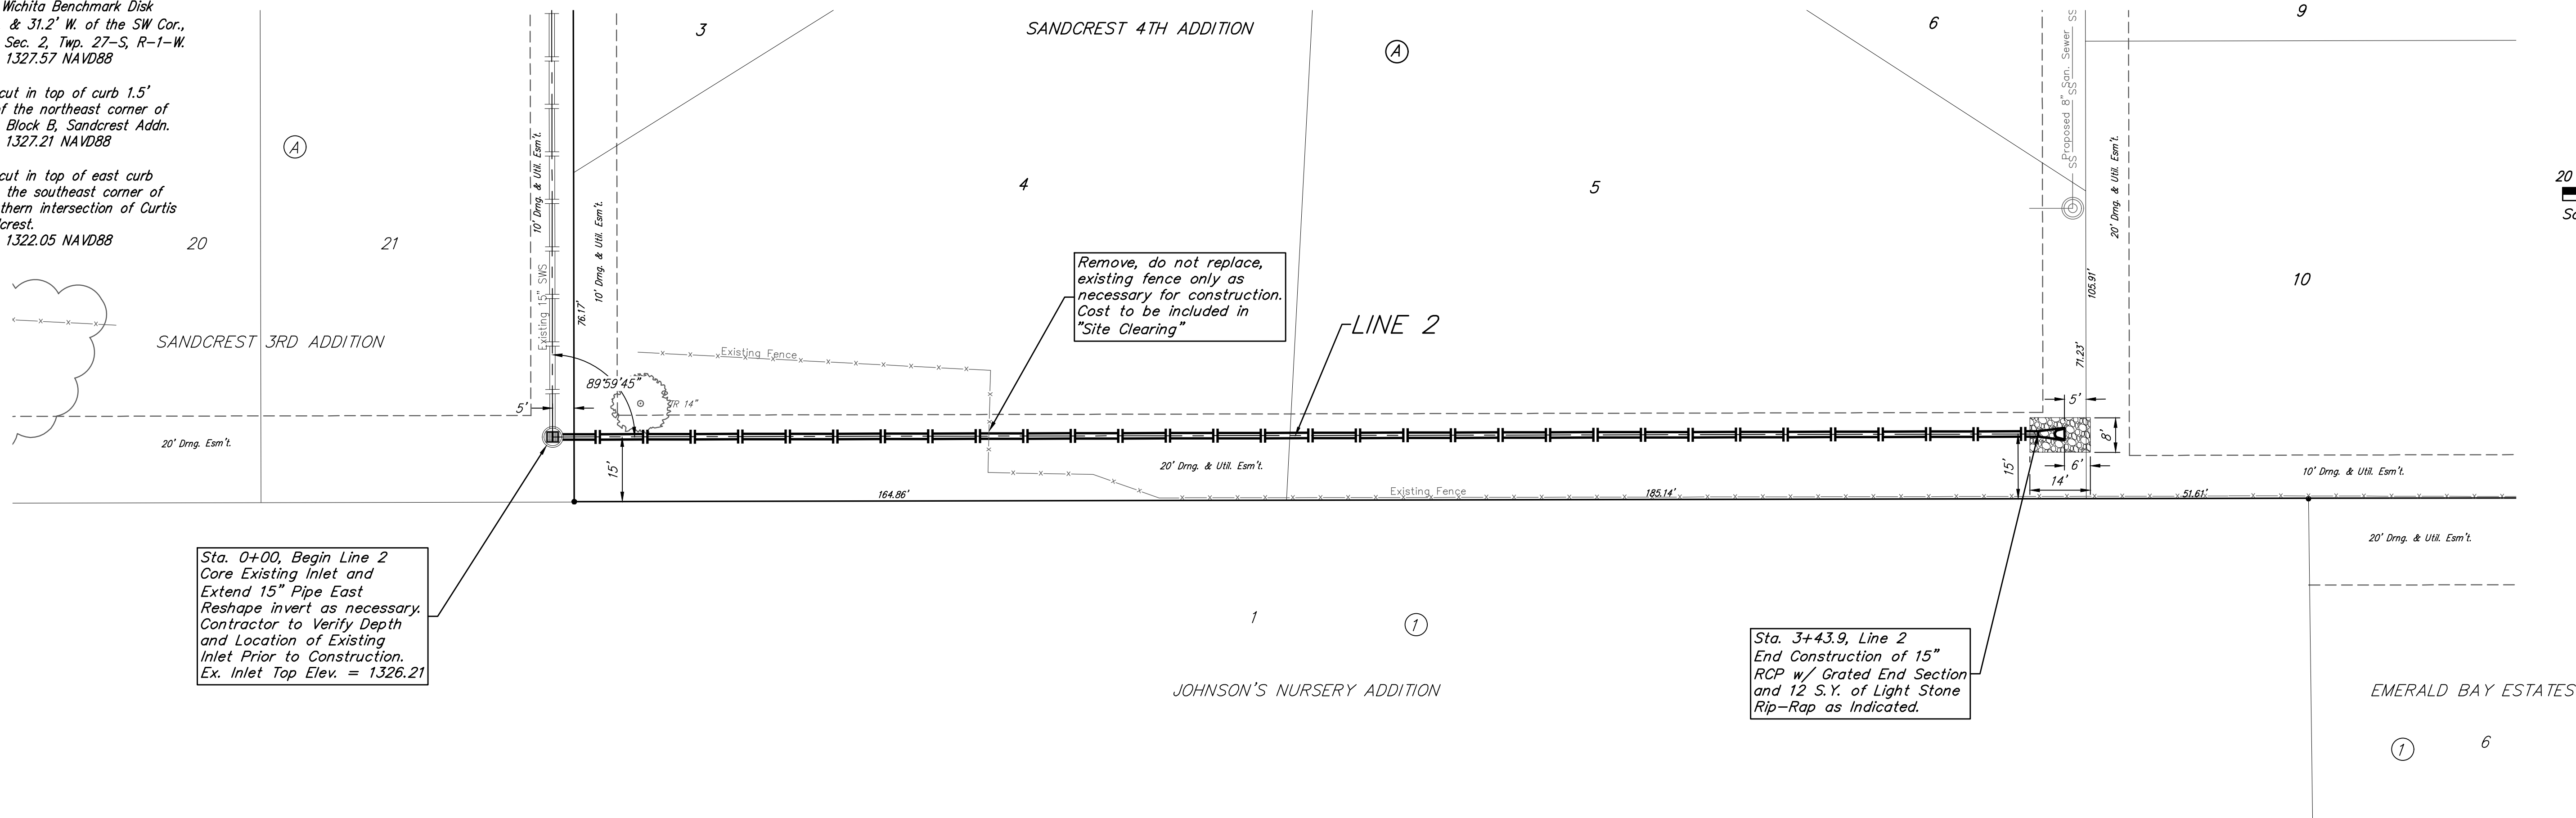 Wichita Benchmark Disk
& 31.2' W. of the SW Cor.,
Sec. 2, Twp. 27-S, R-1-W.
1327.57 NAVD88
cut in top of curb 1.5'
of the northeast corner of
Block B, Sandcrest Addn.
1327.21 NAVD88
cut in top of east curb
the southeast corner of
thern intersection of Curtis
crest.
1322.05 NAVD88
A
20
21
SANDCREST 3RD ADDITION
20' Drng. Esm't.
10' Drng. & Util. Esm't.
Existing 15" SWS
76.17'
10' Drng. & Util. Esm't.
3
SANDCREST 4TH ADDITION
A
6
9
4
5
10
Proposed 8" San. Sewer
SS
SS
SS
SS
20' Drng. & Util. Esm't.
105.91'
71.23'
20
Remove, do not replace,
existing fence only as
necessary for construction.
Cost to be included in
"Site Clearing"
LINE 2
Existing Fence
89°59'45"
TR 14"
5'
15'
20' Drng. & Util. Esm't.
164.86'
Existing Fence
185.14'
5'
8'
6'
14'
15'
51.61'
10' Drng. & Util. Esm't.
20' Drng. & Util. Esm't.
Sta. 0+00, Begin Line 2
Core Existing Inlet and
Extend 15" Pipe East
Reshape invert as necessary.
Contractor to Verify Depth
and Location of Existing
Inlet Prior to Construction.
Ex. Inlet Top Elev. = 1326.21
1
1
JOHNSON'S NURSERY ADDITION
Sta. 3+43.9, Line 2
End Construction of 15"
RCP w/ Grated End Section
and 12 S.Y. of Light Stone
Rip-Rap as Indicated.
EMERALD BAY ESTATES
1
6